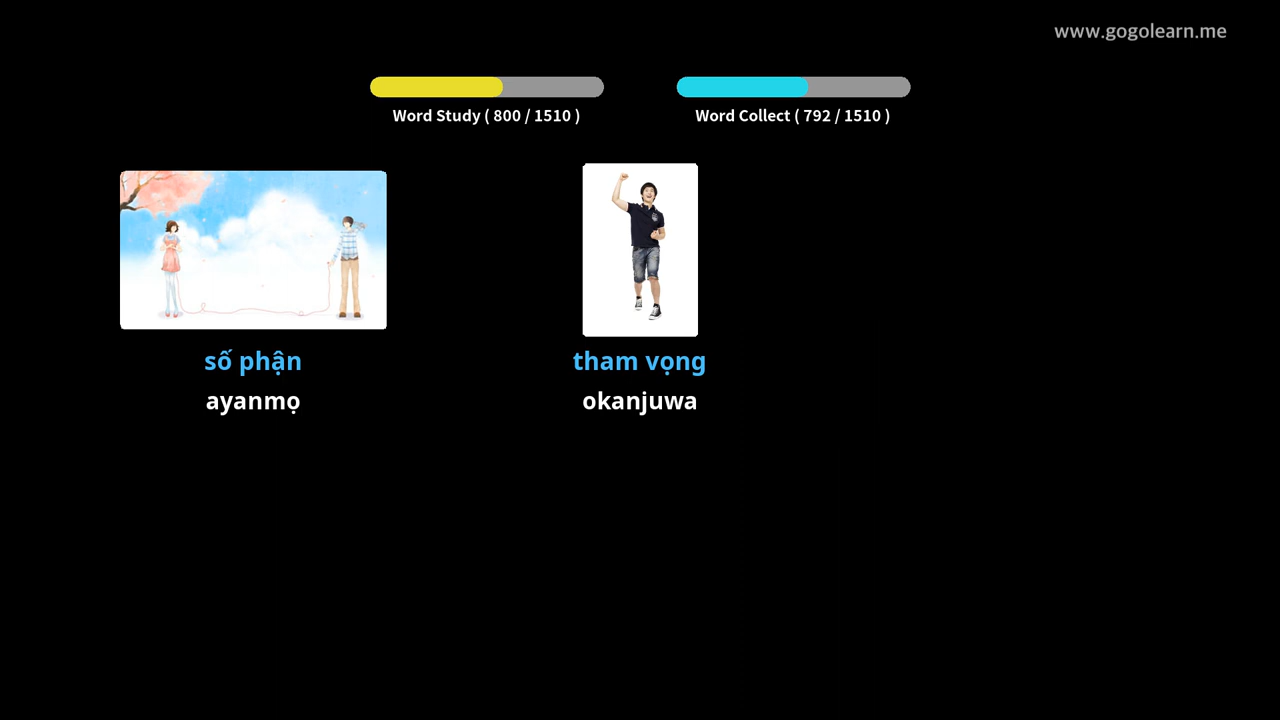 www.gogolearn.me
Word Study ( 800 / 1510 )
Word Collect ( 792 / 1510 )
số phận
ayanmọ
tham vọng
okanjuwa